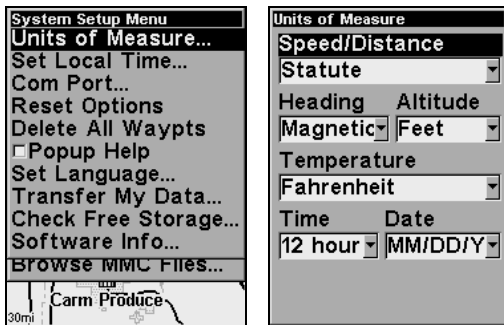 System Setup Menu
Units of Measure...
Set Local Time...
Com Port...
Reset Options
Delete All Waypts
Popup Help
Set Language...
Transfer My Data...
Check Free Storage...
Software Info...
Browse MMC Files...
Carm Produce
30mi
Units of Measure
Speed/Distance
Statute
Heading Altitude
Magnetic Feet
Temperature
Fahrenheit
Time Date
12 hour MM/DD/Y